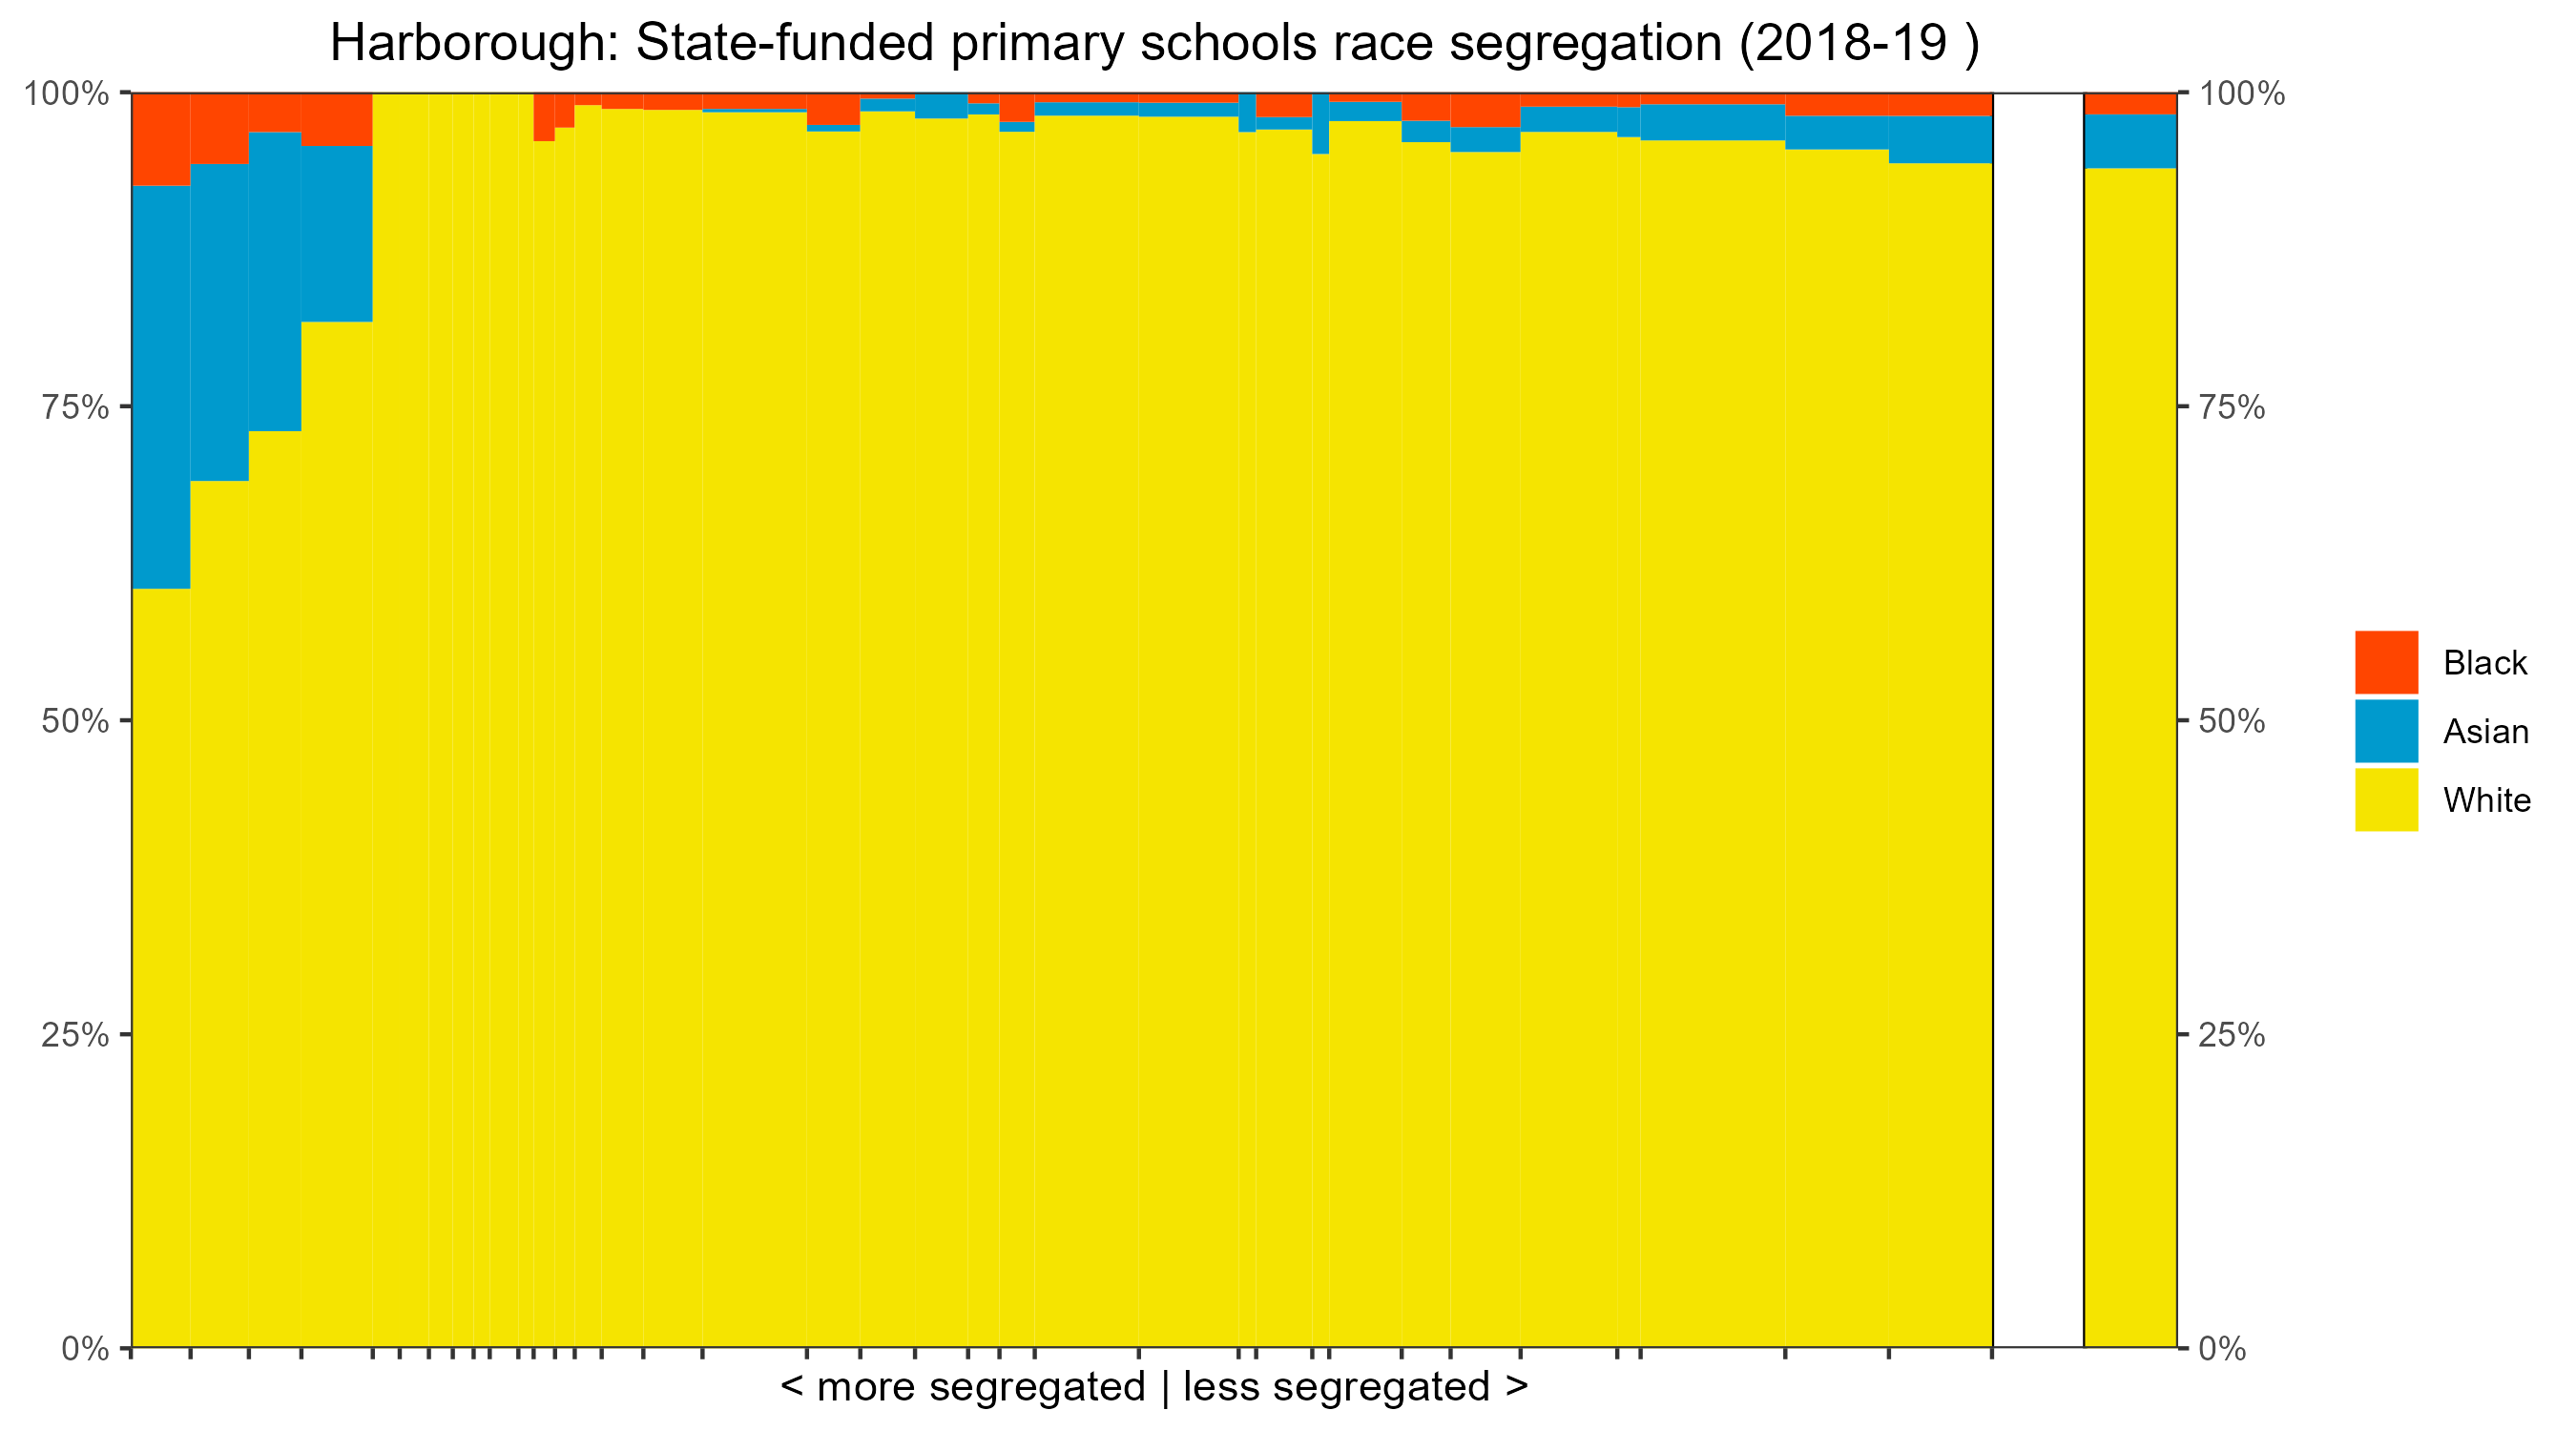 Harborough: State-funded primary schools race segregation (2018-19 )
100%
75%
50%
25%
0%
100%
75%
50%
25%
0%
Black
Asian
White
< more segregated | less segregated >